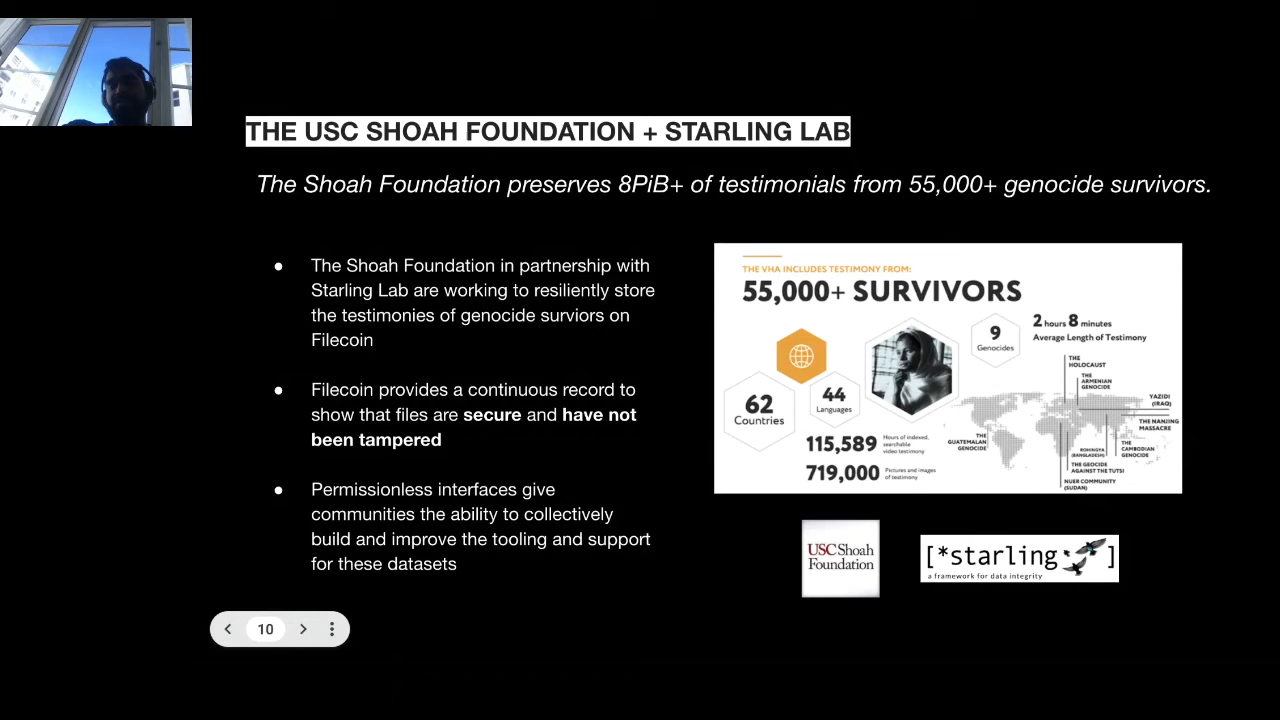 THE USC SHOAH FOUNDATION + STARLING LAB
The Shoah Foundation preserves 8PiB+ of testimonials from 55,000+ genocide survivors.
● The Shoah Foundation in partnership with
Starling Lab are working to resiliently store
the testimonies of genocide surviors on
Filecoin
● Filecoin provides a continuous record to
show that files are secure and have not
been tampered
● Permissionless interfaces give
communities the ability to collectively
build and improve the tooling and support
for these datasets
THE VHA INCLUDES TESTIMONY FROM:
55,000+ SURVIVORS
62
Countries
44
Languages
9
Genocides
2 hours 8 minutes
Average Length of Testimony
115,589
Hours of indexed,
searchable
video testimony
719,000
Pictures and images
of testimony
THE
HOLOCAUST
THE
ARMENIAN
GENOCIDE
YAZIDI
(IRAQ)
THE NANJING
MASSACRE
THE
GUATEMALAN
GENOCIDE
ROHINGYA
(BANGLADESH)
THE
CAMBODIAN
GENOCIDE
THE GEOCIDE
AGAINST THE TUTSI
NUER COMMUNITY
(SUDAN)
USC Shoah
Foundation
[*starling ]
a framework for data integrity
10